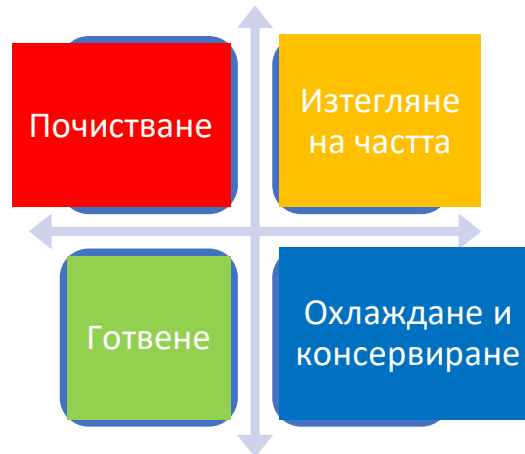 Почистване
Изтегляне
на частта
Готвене
Охлаждане и
консервиране